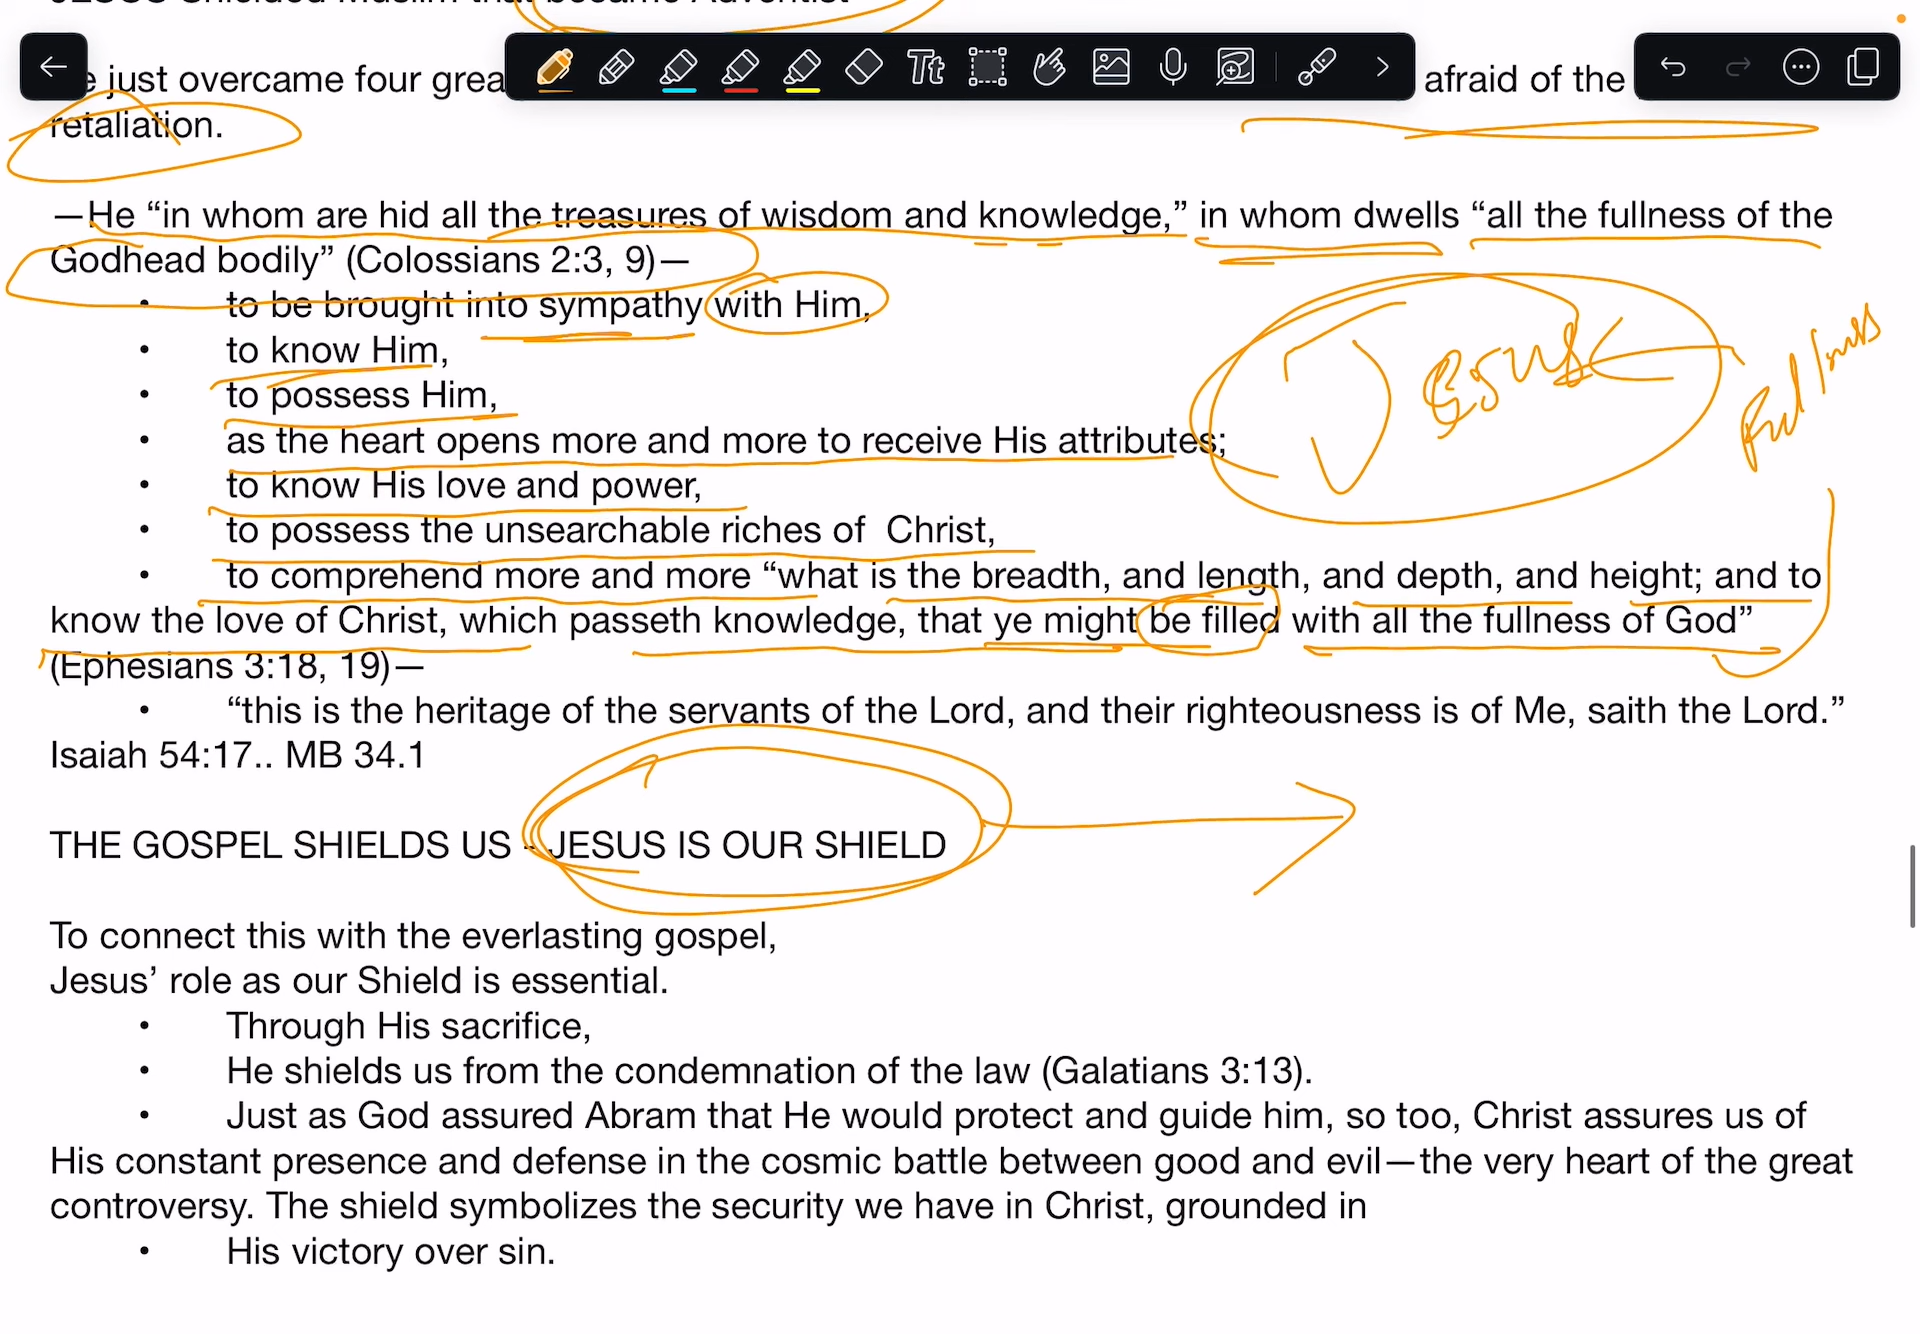 JESUS Shielded Muslim that became Adventist
just overcame four grea
afraid of the
retaliation.
Tt
—He “in whom are hid all the treasures of wisdom and knowledge,” in whom dwells “all the fullness of the
Godhead bodily” (Colossians 2:3, 9)—
• to be brought into sympathy with Him,
• to know Him,
• to possess Him,
Jesus
fullness
• as the heart opens more and more to receive His attributes;
• to know His love and power,
• to possess the unsearchable riches of  Christ,
• to comprehend more and more “what is the breadth, and length, and depth, and height; and to
know the love of Christ, which passeth knowledge, that ye might be filled with all the fullness of God”
(Ephesians 3:18, 19)—
• “this is the heritage of the servants of the Lord, and their righteousness is of Me, saith the Lord.”
Isaiah 54:17.. MB 34.1
THE GOSPEL SHIELDS US - JESUS IS OUR SHIELD
To connect this with the everlasting gospel,
Jesus’ role as our Shield is essential.
• Through His sacrifice,
• He shields us from the condemnation of the law (Galatians 3:13).
• Just as God assured Abram that He would protect and guide him, so too, Christ assures us of
His constant presence and defense in the cosmic battle between good and evil—the very heart of the great
controversy. The shield symbolizes the security we have in Christ, grounded in
• His victory over sin.